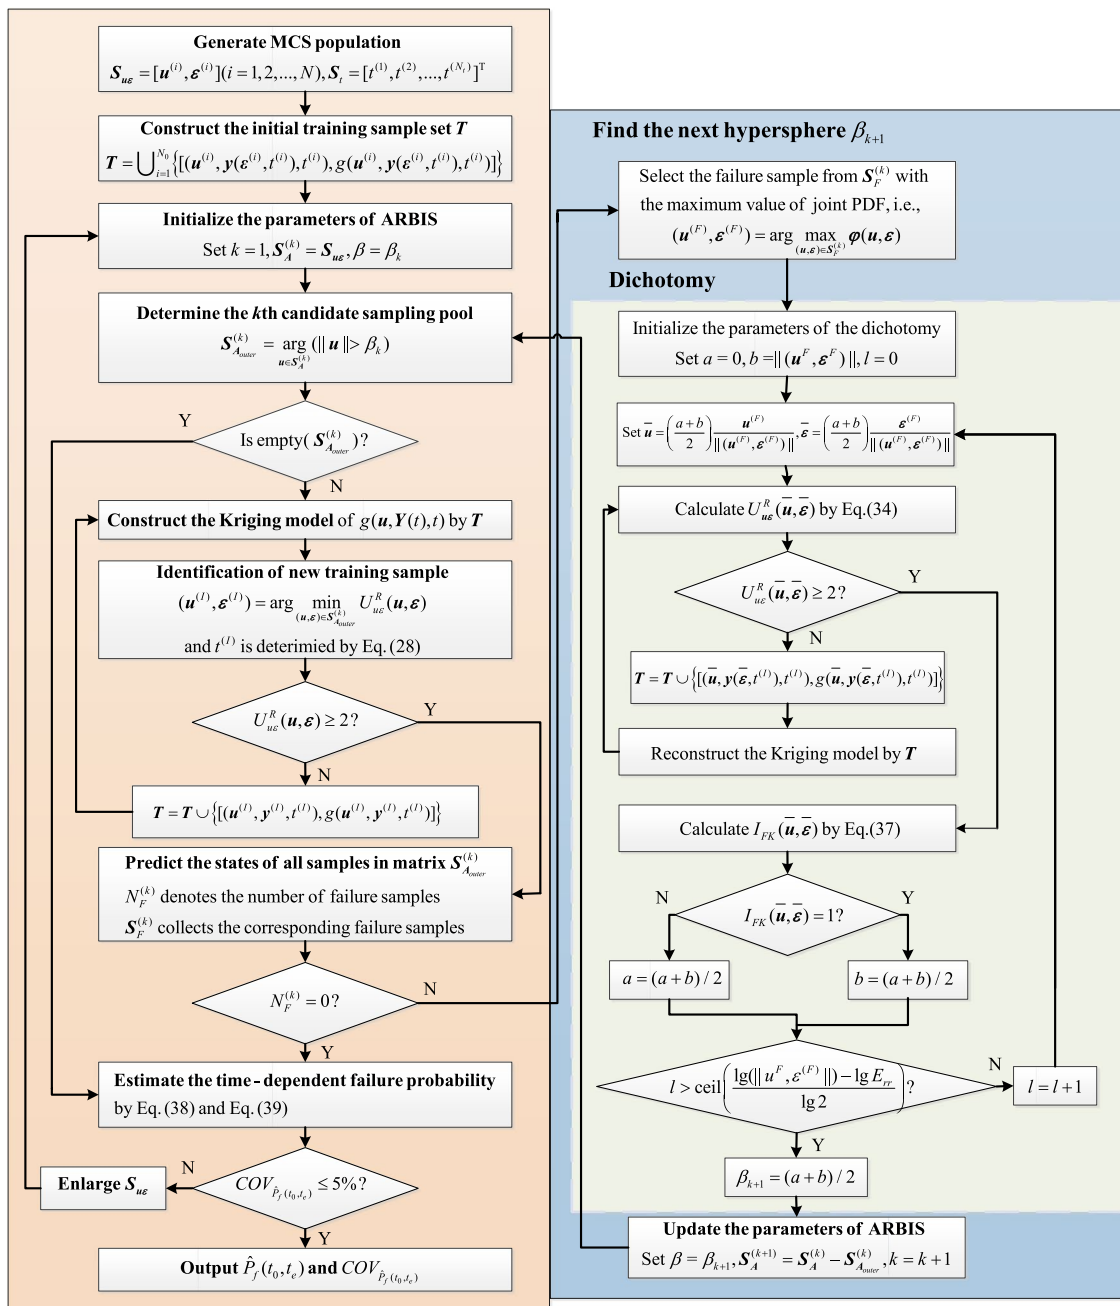 Generate MCS population
S_uε = [u^(i), ε^(i)](i = 1, 2, ..., N), S_t = [t^(1), t^(2), ..., t^(N_t)]^T
Construct the initial training sample set T
T = ⋃_{i=1}^{N_0} {[(u^(i), y(ε^(i), t^(i)), t^(i)), g(u^(i), y(ε^(i), t^(i)), t^(i))]}
Initialize the parameters of ARBIS
Set k = 1, S_A^(k) = S_uε, β = β_k
Determine the kth candidate sampling pool
S_{A_outer}^(k) = arg (|| u || > β_k)
u∈S_A^(k)
Y
Is empty( S_{A_outer}^(k) )?
N
Construct the Kriging model of g(u, Y(t), t) by T
Identification of new training sample
(u^(I), ε^(I)) = arg min U_uε^R (u, ε)
(u,ε)∈S_{A_outer}^(k)
and t^(I) is deterimied by Eq. (28)
U_uε^R (u, ε) ≥ 2?
Y
N
T = T ∪ {[(u^(I), y^(I), t^(I)), g(u^(I), y^(I), t^(I))]}
Predict the states of all samples in matrix S_{A_outer}^(k)
N_F^(k) denotes the number of failure samples
S_F^(k) collects the corresponding failure samples
N_F^(k) = 0?
N
Y
Estimate the time-dependent failure probability
by Eq. (38) and Eq. (39)
COV_{P̂_f (t_0, t_e)} ≤ 5%?
N
Enlarge S_uε
Y
Output P̂_f (t_0, t_e) and COV_{P̂_f (t_0, t_e)}
Find the next hypersphere β_{k+1}
Select the failure sample from S_F^(k) with
the maximum value of joint PDF, i.e.,
(u^(F), ε^(F)) = arg max φ(u, ε)
(u,ε)∈S_F^(k)
Dichotomy
Initialize the parameters of the dichotomy
Set a = 0, b = || (u^F, ε^F) ||, l = 0
Set u̅ = ((a+b)/2) u^(F)/|| (u^(F), ε^(F)) ||, ε̅ = ((a+b)/2) ε^(F)/|| (u^(F), ε^(F)) ||
Calculate U_uε^R (u̅, ε̅) by Eq.(34)
U_uε^R (u̅, ε̅) ≥ 2?
Y
N
T = T ∪ {[(u̅, y(ε̅, t^(I)), t^(I)), g(u̅, y(ε̅, t^(I)), t^(I))]}
Reconstruct the Kriging model by T
Calculate I_FK (u̅, ε̅) by Eq.(37)
I_FK (u̅, ε̅) = 1?
N
Y
a = (a + b) / 2
b = (a + b) / 2
l > ceil( (lg(|| u^F, ε^(F) ||) − lg E_rr) / lg 2 )?
N
l = l + 1
Y
β_{k+1} = (a + b) / 2
Update the parameters of ARBIS
Set β = β_{k+1}, S_A^(k+1) = S_A^(k) − S_{A_outer}^(k), k = k + 1